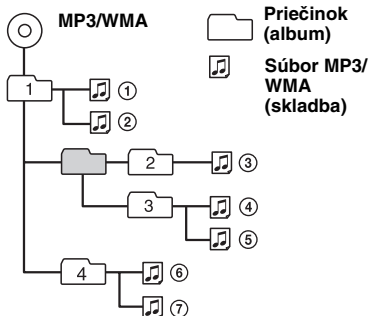 MP3/WMA
Priečinok
(album)
Súbor MP3/
WMA
(skladba)
1
①
②
2
③
3
④
⑤
4
⑥
⑦